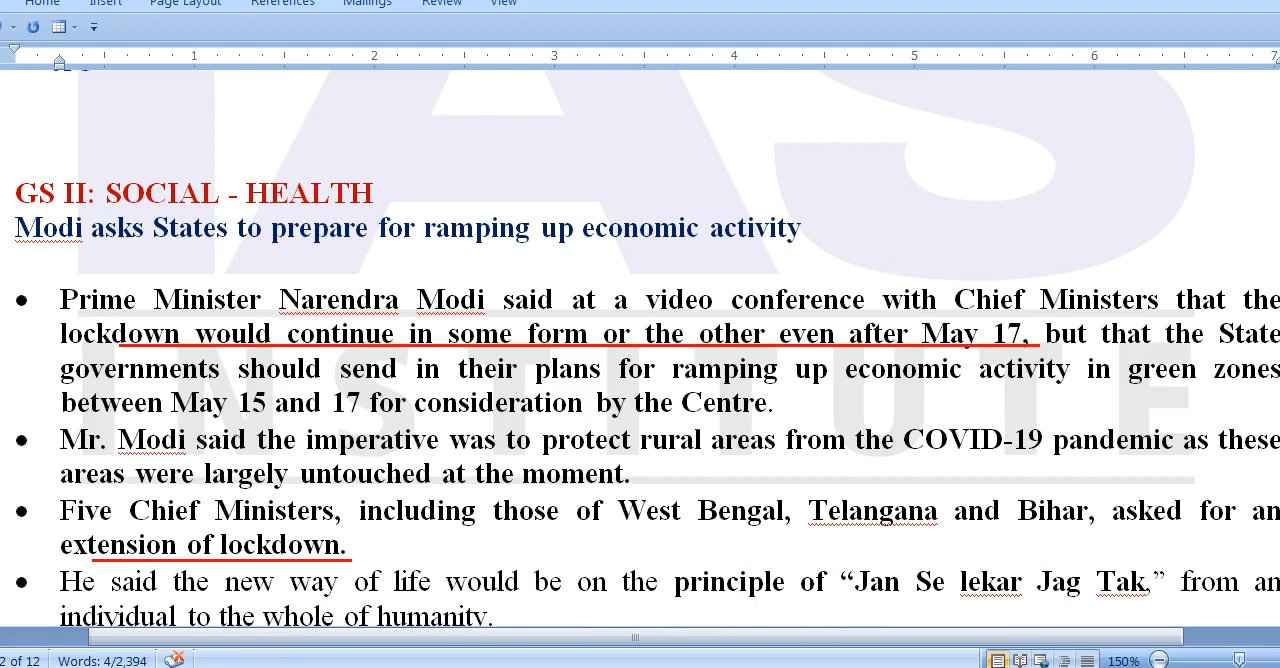 Home Insert Page Layout References Mailings Review View
1 2 3 4 5 6 7
IAS
INSTITUTE
GS II: SOCIAL - HEALTH
Modi asks States to prepare for ramping up economic activity
• Prime Minister Narendra Modi said at a video conference with Chief Ministers that the
lockdown would continue in some form or the other even after May 17, but that the State
governments should send in their plans for ramping up economic activity in green zones
between May 15 and 17 for consideration by the Centre.
• Mr. Modi said the imperative was to protect rural areas from the COVID-19 pandemic as these
areas were largely untouched at the moment.
• Five Chief Ministers, including those of West Bengal, Telangana and Bihar, asked for an
extension of lockdown.
• He said the new way of life would be on the principle of “Jan Se lekar Jag Tak,” from an
individual to the whole of humanity.
2 of 12 Words: 4/2,394 150%